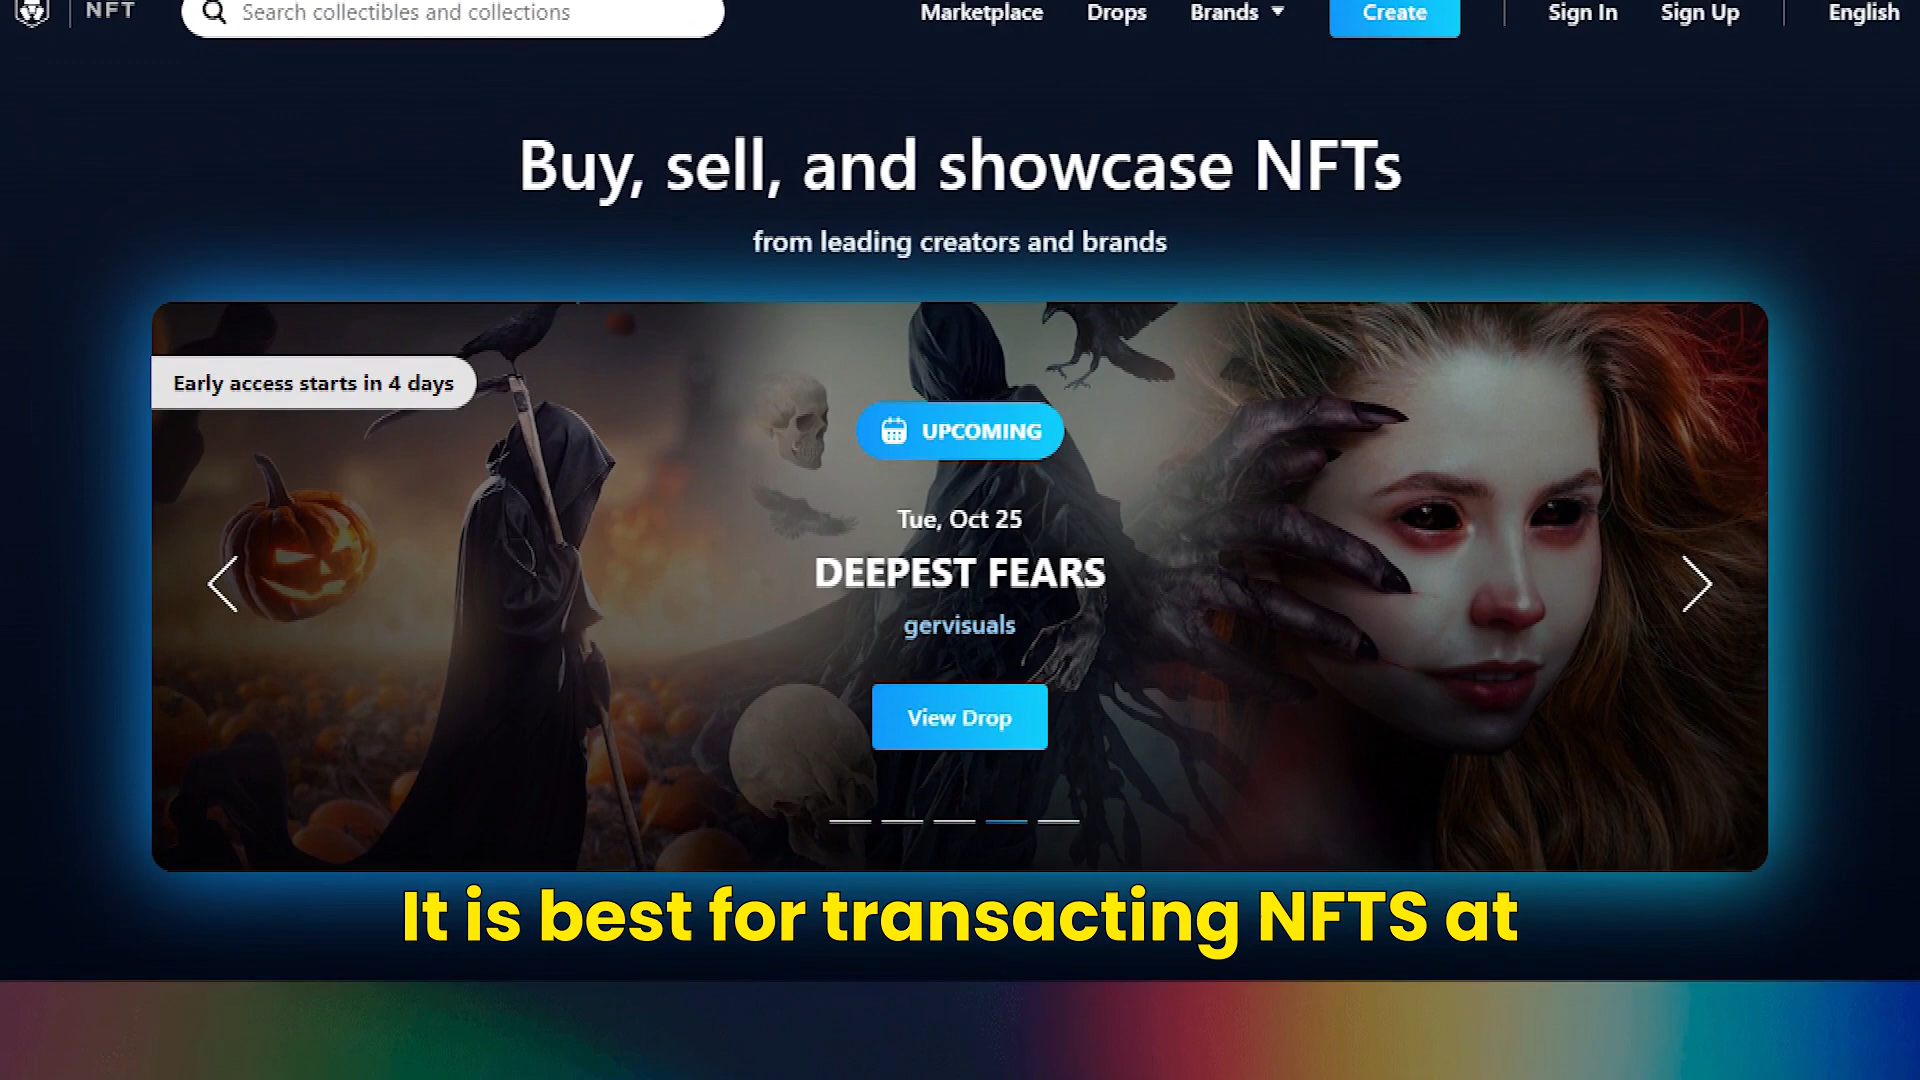 NFT
Search collectibles and collections
Marketplace
Drops
Brands
Create
Sign In
Sign Up
English
Buy, sell, and showcase NFTs
from leading creators and brands
Early access starts in 4 days
UPCOMING
Tue, Oct 25
DEEPEST FEARS
gervisuals
View Drop
It is best for transacting NFTS at